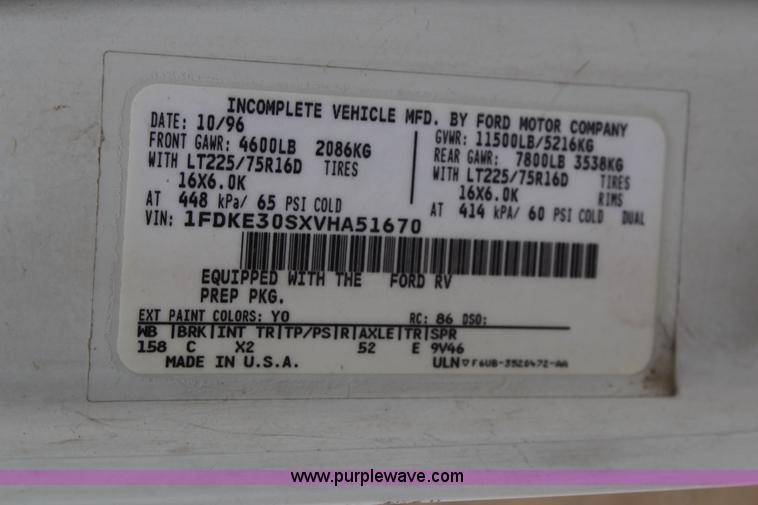 INCOMPLETE VEHICLE MFD. BY FORD MOTOR COMPANY
DATE: 10/96
FRONT GAWR: 4600LB 2086KG
WITH LT225/75R16D TIRES
16X6.0K
AT 448 kPa/ 65 PSI COLD
GVWR: 11500LB/5216KG
REAR GAWR: 7800LB 3538KG
WITH LT225/75R16D TIRES
16X6.0K RIMS
AT 414 kPa/ 60 PSI COLD DUAL
VIN: 1FDKE30SXVHA51670
EQUIPPED WITH THE FORD RV
PREP PKG.
EXT PAINT COLORS: YO RC: 86 DSO:
WB |BRK|INT TR|TP/PS|R|AXLE|TR|SPR
158 C X2 52 E 9V46
MADE IN U.S.A. ULN ▽ F6UB-3520472-AA
www.purplewave.com